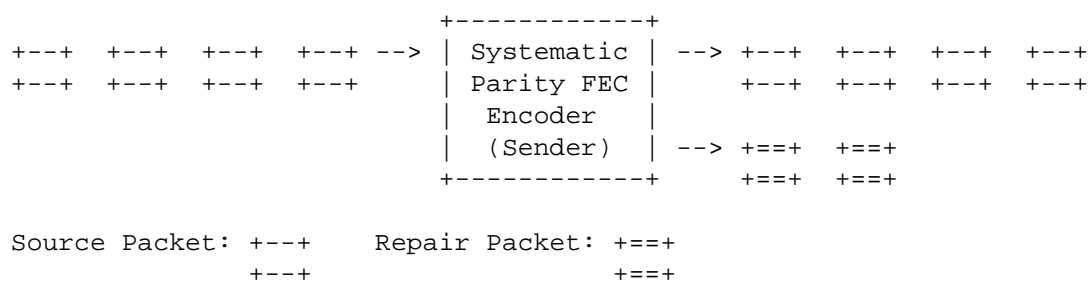 +------------+
+--+  +--+  +--+  +--+ --> | Systematic | --> +--+  +--+  +--+  +--+
+--+  +--+  +--+  +--+     | Parity FEC |     +--+  +--+  +--+  +--+
                           |  Encoder   |
                           |  (Sender)  | --> +==+  +==+
                           +------------+     +==+  +==+
Source Packet: +--+    Repair Packet: +==+
               +--+                   +==+